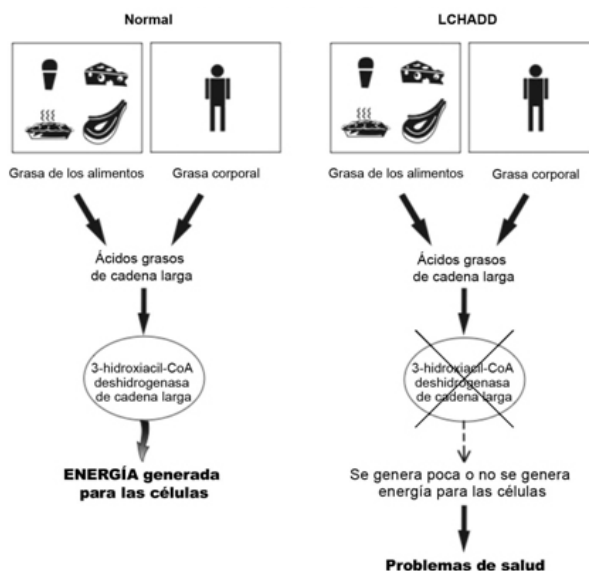 Normal
Grasa de los alimentos
Grasa corporal
Ácidos grasos
de cadena larga
3-hidroxiacil-CoA
deshidrogenasa
de cadena larga
ENERGÍA generada
para las células
LCHADD
Grasa de los alimentos
Grasa corporal
Ácidos grasos
de cadena larga
3-hidroxiacil-CoA
deshidrogenasa
de cadena larga
Se genera poca o no se genera
energía para las células
Problemas de salud